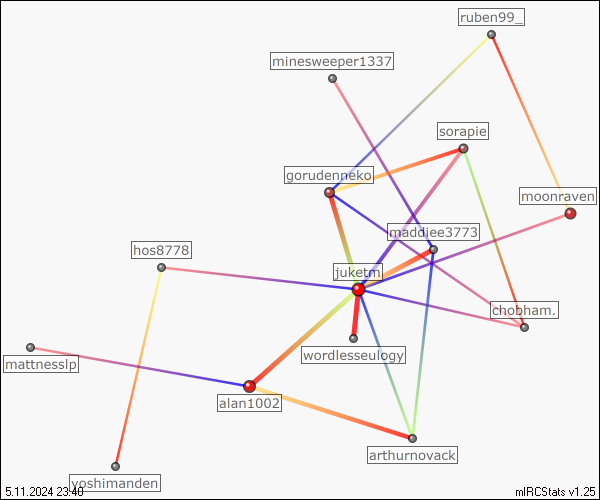 ruben99_
minesweeper1337
sorapie
gorudenneko
moonraven
maddiee3773
hos8778
juketm
chobham.
wordlesseulogy
mattnesslp
alan1002
arthurnovack
yoshimanden
5.11.2024 23:40
mIRCStats v1.25